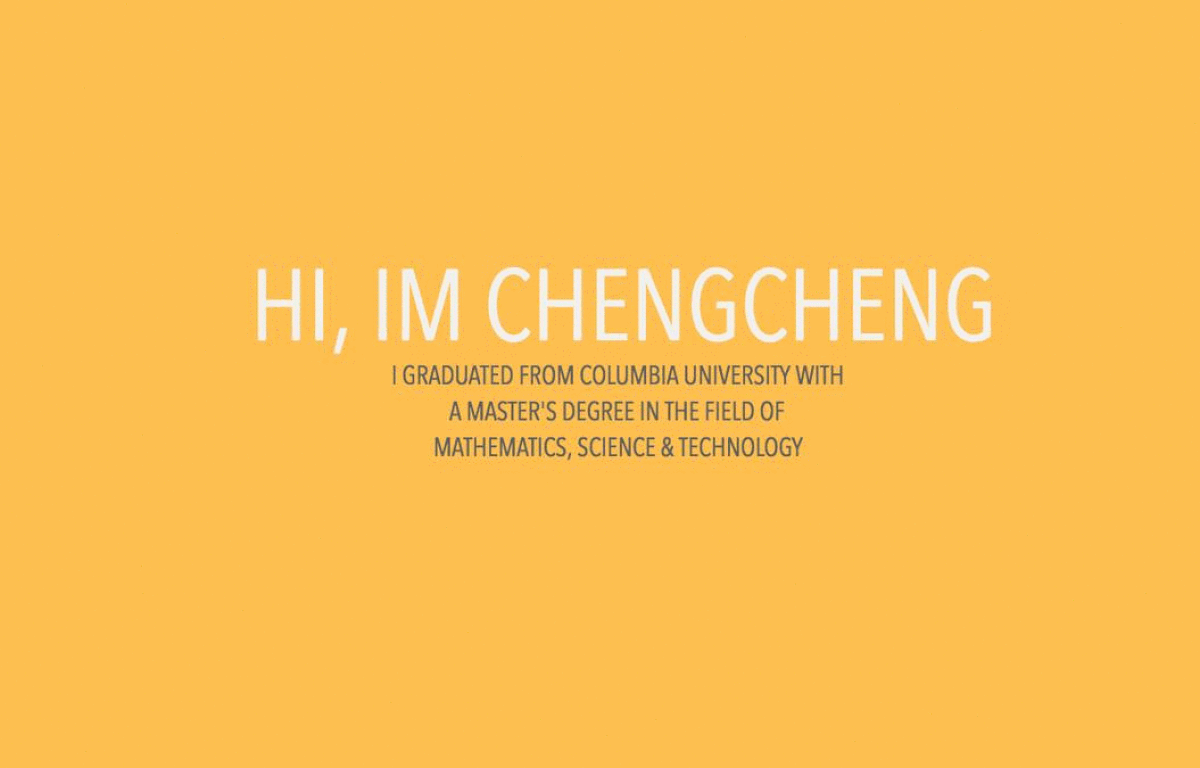 HI, IM CHENGCHENG
I GRADUATED FROM COLUMBIA UNIVERSITY WITH
A MASTER'S DEGREE IN THE FIELD OF
MATHEMATICS, SCIENCE & TECHNOLOGY